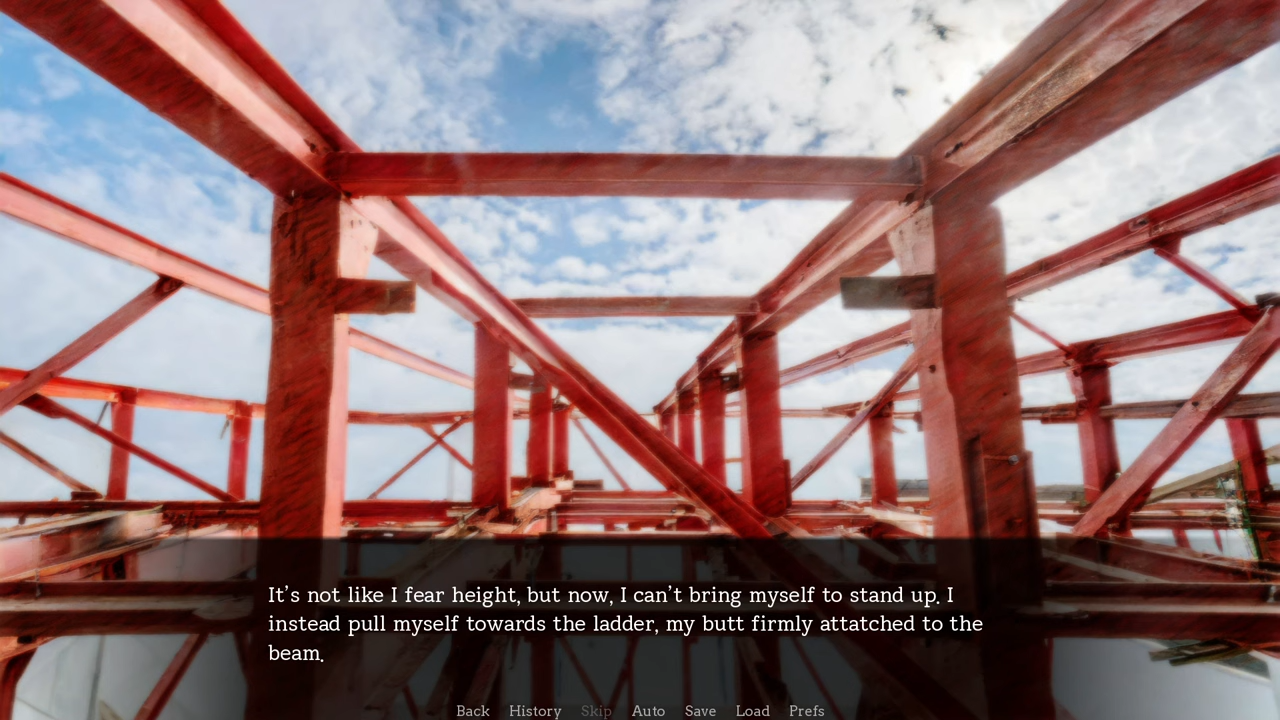 It’s not like I fear height, but now, I can’t bring myself to stand up. I
instead pull myself towards the ladder, my butt firmly attatched to the
beam.
Back History Skip Auto Save Load Prefs